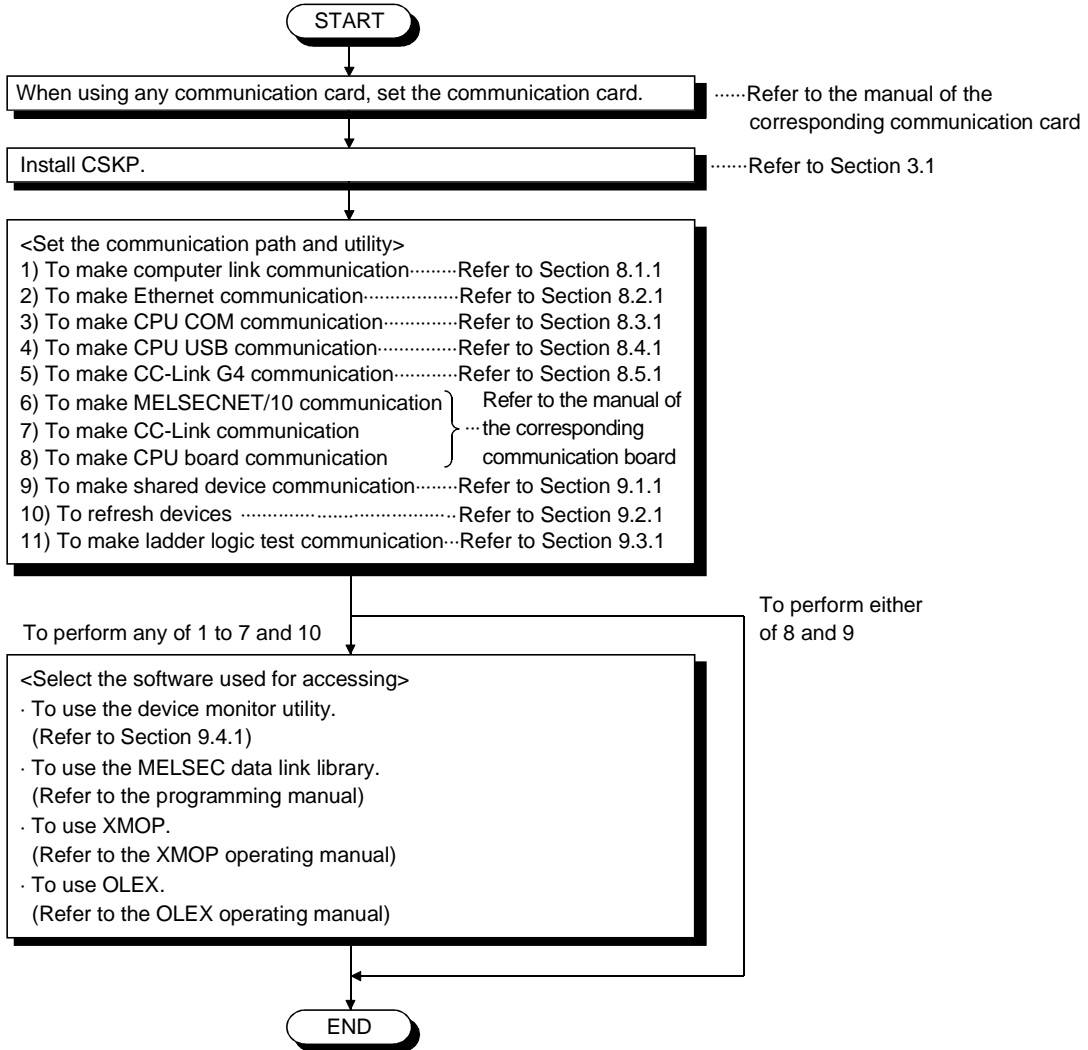 START
When using any communication card, set the communication card.
······Refer to the manual of the
corresponding communication card
Install CSKP.
·······Refer to Section 3.1
<Set the communication path and utility>
1) To make computer link communication·········Refer to Section 8.1.1
2) To make Ethernet communication··················Refer to Section 8.2.1
3) To make CPU COM communication··············Refer to Section 8.3.1
4) To make CPU USB communication···············Refer to Section 8.4.1
5) To make CC-Link G4 communication············Refer to Section 8.5.1
6) To make MELSECNET/10 communication
7) To make CC-Link communication
8) To make CPU board communication
Refer to the manual of
···the corresponding
communication board
9) To make shared device communication········Refer to Section 9.1.1
10) To refresh devices ·········································Refer to Section 9.2.1
11) To make ladder logic test communication···Refer to Section 9.3.1
To perform any of 1 to 7 and 10
To perform either
of 8 and 9
<Select the software used for accessing>
· To use the device monitor utility.
(Refer to Section 9.4.1)
· To use the MELSEC data link library.
(Refer to the programming manual)
· To use XMOP.
(Refer to the XMOP operating manual)
· To use OLEX.
(Refer to the OLEX operating manual)
END